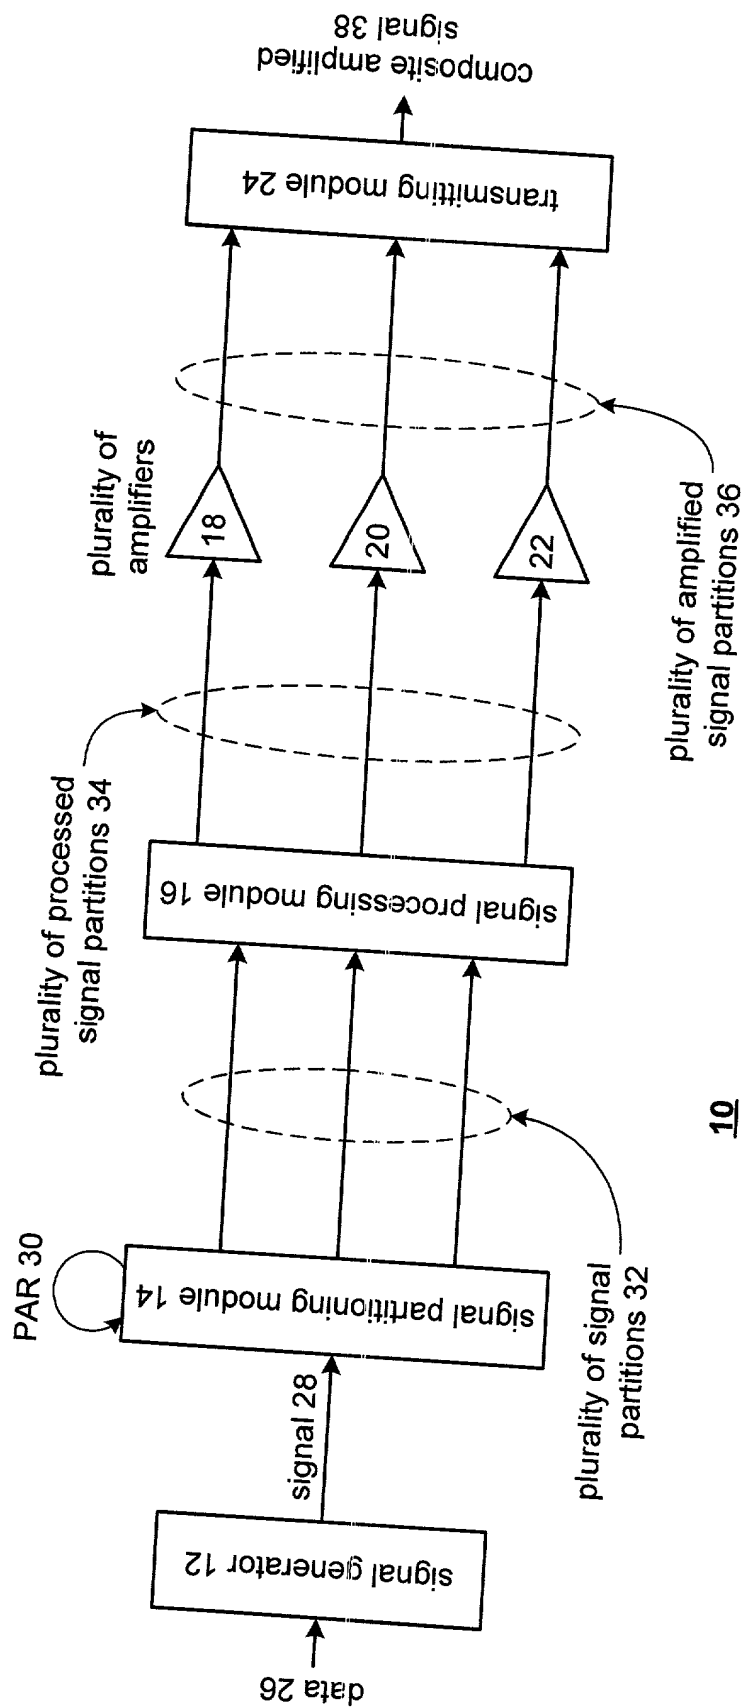 data 26
signal generator 12
signal 28
PAR 30
signal partitioning module 14
plurality of signal
partitions 32
signal processing module 16
plurality of processed
signal partitions 34
plurality of
amplifiers
18
20
22
plurality of amplified
signal partitions 36
transmitting module 24
composite amplified
signal 38
10